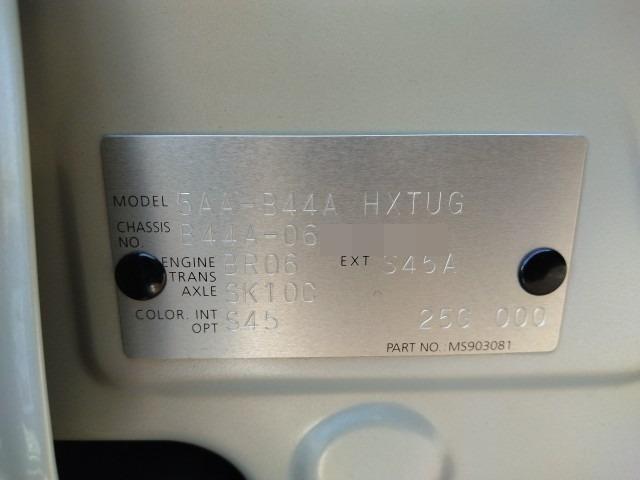 MODEL 5AA-B44A HXTUG
CHASSIS NO. B44A-06
ENGINE BR06 EXT S45A
TRANS AXLE SK10C
COLOR. INT S45 25C 000
OPT
PART NO. : MS903081